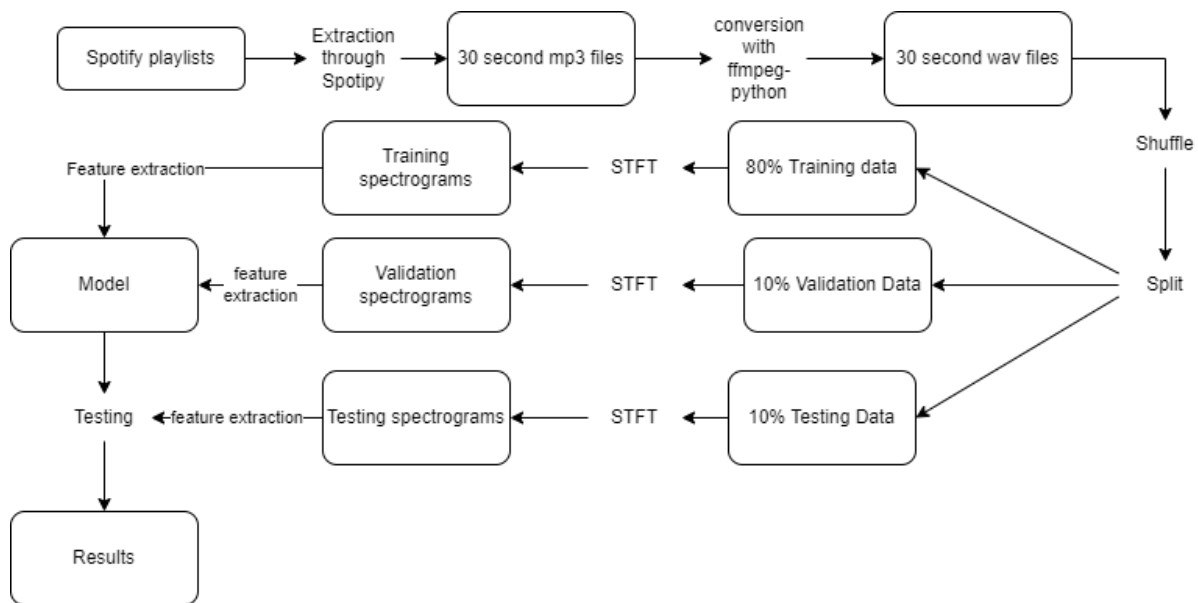 Spotify playlists
Extraction
through
Spotipy
30 second mp3 files
conversion
with
ffmpeg-
python
30 second wav files
Shuffle
Split
80% Training data
STFT
Training
spectrograms
Feature extraction
10% Validation Data
STFT
Validation
spectrograms
feature
extraction
Model
10% Testing Data
STFT
Testing spectrograms
feature extraction
Testing
Results